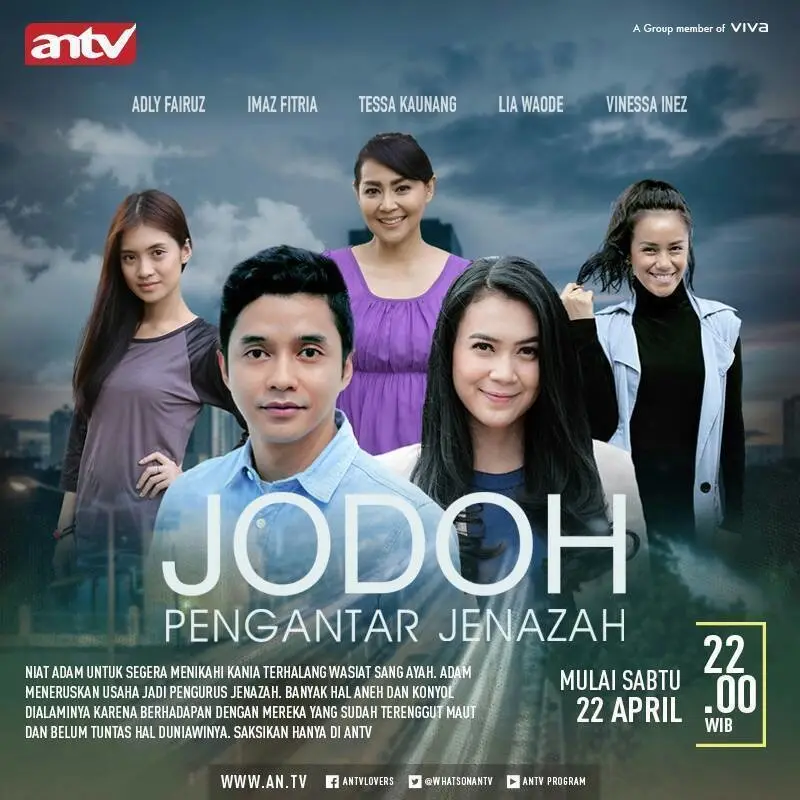 antv
A Group member of VIVA
ADLY FAIRUZ IMAZ FITRIA TESSA KAUNANG LIA WAODE VINESSA INEZ
JODOH
PENGANTAR JENAZAH
NIAT ADAM UNTUK SEGERA MENIKAHI KANIA TERHALANG WASIAT SANG AYAH. ADAM
MENERUSKAN USAHA JADI PENGURUS JENAZAH. BANYAK HAL ANEH DAN KONYOL
DIALAMINYA KARENA BERHADAPAN DENGAN MEREKA YANG SUDAH TERENGGUT MAUT
DAN BELUM TUNTAS HAL DUNIAWINYA. SAKSIKAN HANYA DI ANTV
MULAI SABTU
22 APRIL
22
.00
WIB
WWW.AN.TV ANTVLOVERS @WHATSONANTV ANTV PROGRAM